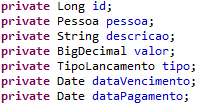 private Long id;
private Pessoa pessoa;
private String descricao;
private BigDecimal valor;
private TipoLancamento tipo;
private Date dataVencimento;
private Date dataPagamento;